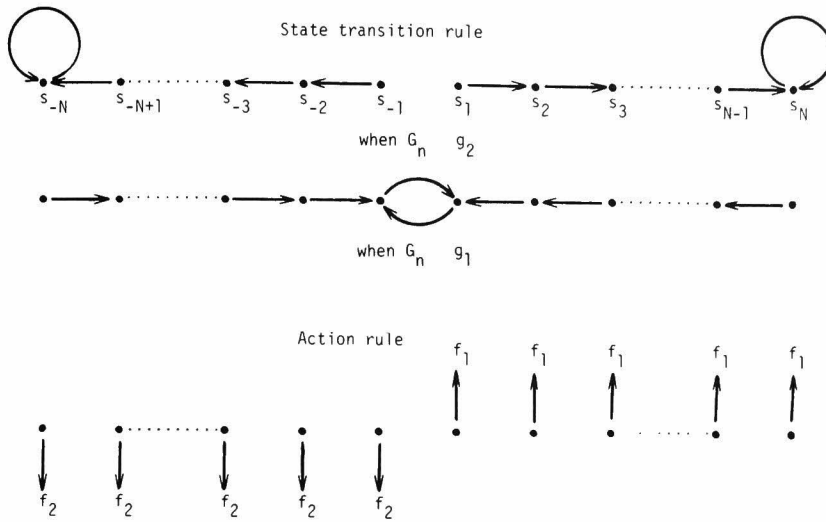 State transition rule
s-N s-N+1 s-3 s-2 s-1 s1 s2 s3 sN-1 sN
when Gn g2
when Gn g1
Action rule
f1 f1 f1 f1 f1
f2 f2 f2 f2 f2